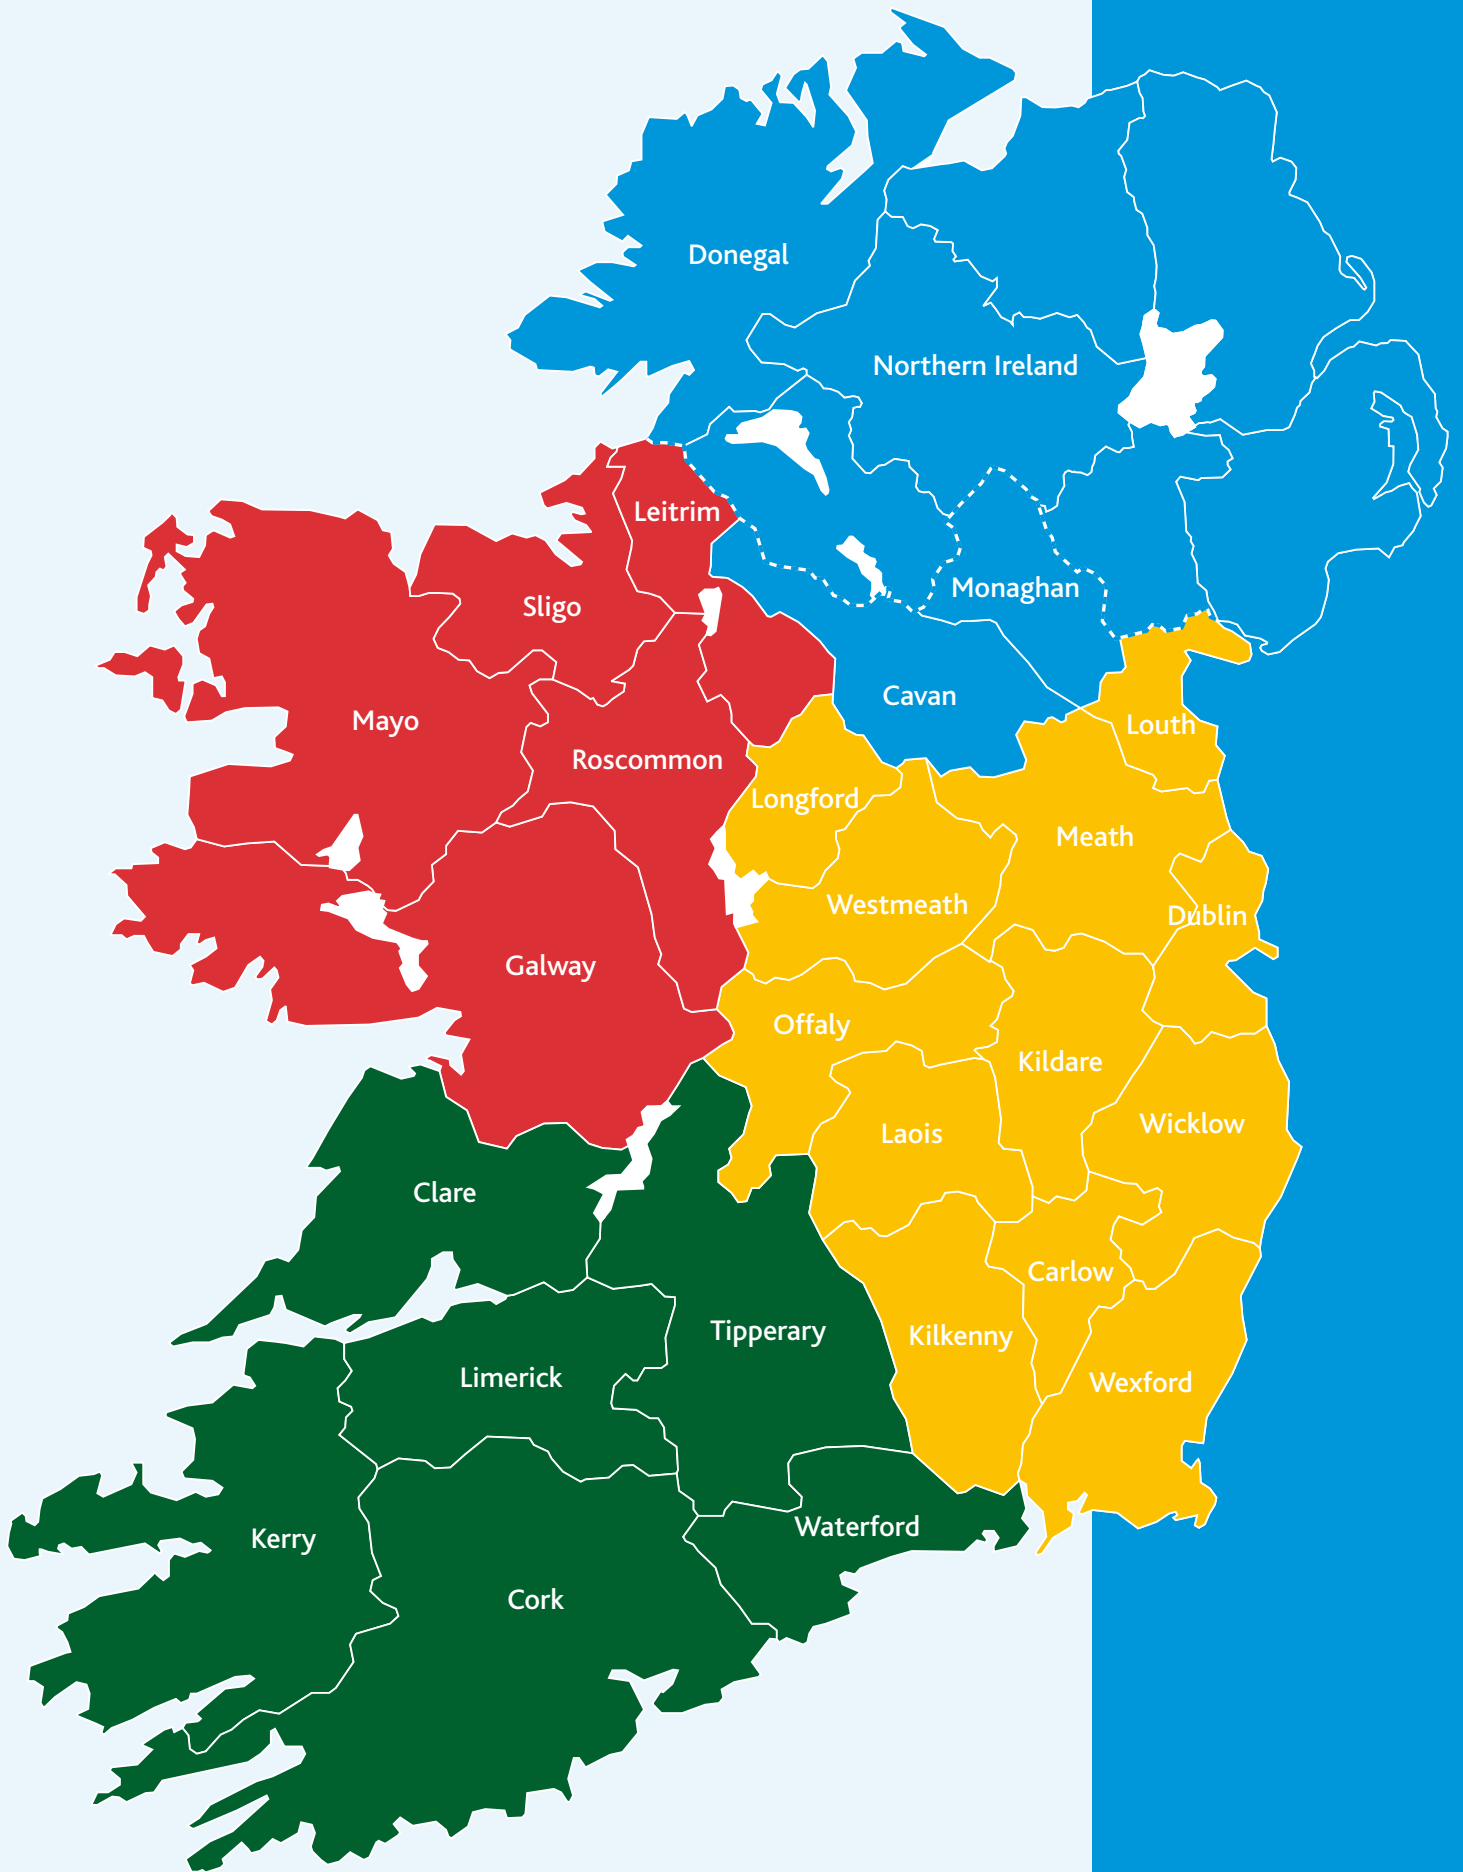 Donegal
Northern Ireland
Leitrim
Monaghan
Sligo
Cavan
Mayo
Louth
Roscommon
Longford
Meath
Westmeath
Dublin
Galway
Offaly
Kildare
Wicklow
Laois
Clare
Carlow
Tipperary
Kilkenny
Limerick
Wexford
Waterford
Kerry
Cork